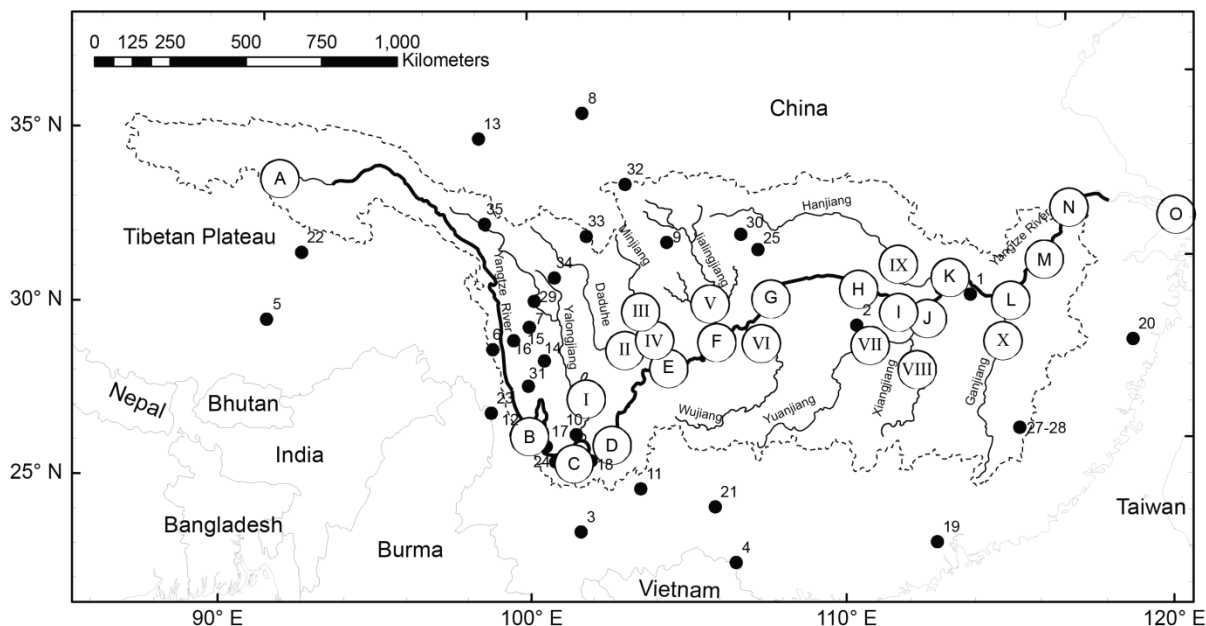 0 125 250 500 750 1,000
Kilometers
8
China
35° N
13
32
A
35
33
Minjiang
9
Jialingjiang
30
25
Hanjiang
N
O
Tibetan Plateau
22
Yangtze River
M
34
IX
K
1
Yangtze River
30° N
5
29
Daduhe
III
V
G
H
2
I
J
L
7
Yalongjiang
IV
F
VI
VII
X
20
6
15
16
14
II
E
VIII
31
Nepal
Bhutan
23
12
I
Wujiang
Yuanjiang
Xiangjiang
Ganjiang
India
B
17
10
D
27-28
25° N
24
C
18
11
21
Taiwan
Bangladesh
Burma
3
4
19
Vietnam
90° E
100° E
110° E
120° E